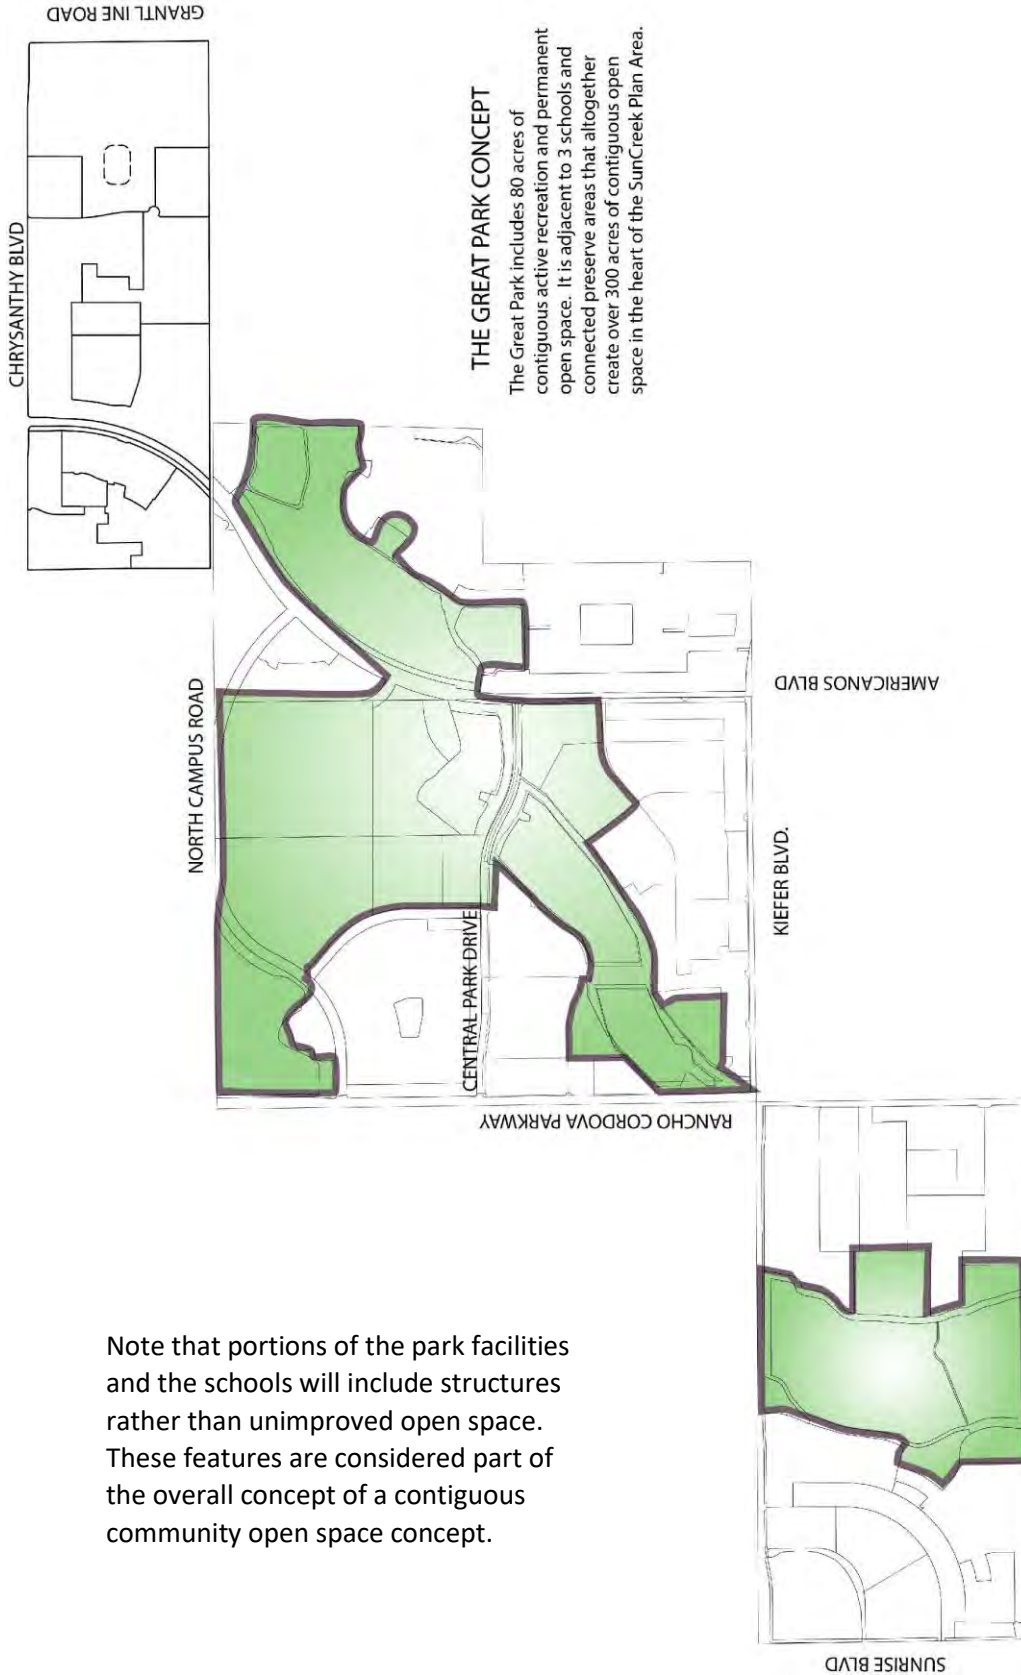 GRANTLINE ROAD
CHRYSANTHY BLVD
THE GREAT PARK CONCEPT
The Great Park includes 80 acres of
contiguous active recreation and permanent
open space. It is adjacent to 3 schools and
connected preserve areas that altogether
create over 300 acres of contiguous open
space in the heart of the SunCreek Plan Area.
NORTH CAMPUS ROAD
AMERICANOS BLVD
CENTRAL PARK DRIVE
KIEFER BLVD.
RANCHO CORDOVA PARKWAY
Note that portions of the park facilities
and the schools will include structures
rather than unimproved open space.
These features are considered part of
the overall concept of a contiguous
community open space concept.
SUNRISE BLVD